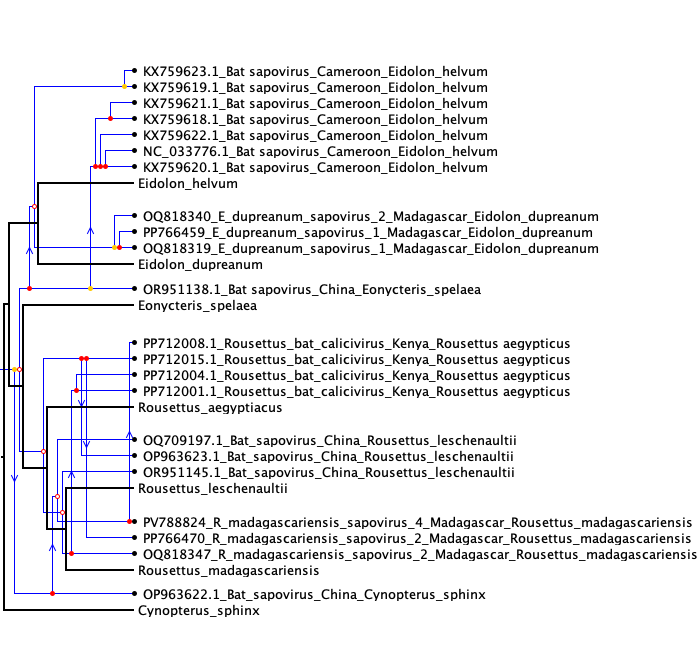 KX759623.1_Bat sapovirus_Cameroon_Eidolon_helvum
KX759619.1_Bat sapovirus_Cameroon_Eidolon_helvum
KX759621.1_Bat sapovirus_Cameroon_Eidolon_helvum
KX759618.1_Bat sapovirus_Cameroon_Eidolon_helvum
KX759622.1_Bat sapovirus_Cameroon_Eidolon_helvum
NC_033776.1_Bat sapovirus_Cameroon_Eidolon_helvum
KX759620.1_Bat sapovirus_Cameroon_Eidolon_helvum
Eidolon_helvum
OQ818340_E_dupreanum_sapovirus_2_Madagascar_Eidolon_dupreanum
PP766459_E_dupreanum_sapovirus_1_Madagascar_Eidolon_dupreanum
OQ818319_E_dupreanum_sapovirus_1_Madagascar_Eidolon_dupreanum
Eidolon_dupreanum
OR951138.1_Bat sapovirus_China_Eonycteris_spelaea
Eonycteris_spelaea
PP712008.1_Rousettus_bat_calicivirus_Kenya_Rousettus aegypticus
PP712015.1_Rousettus_bat_calicivirus_Kenya_Rousettus aegypticus
PP712004.1_Rousettus_bat_calicivirus_Kenya_Rousettus aegypticus
PP712001.1_Rousettus_bat_calicivirus_Kenya_Rousettus aegypticus
Rousettus_aegyptiacus
OQ709197.1_Bat_sapovirus_China_Rousettus_leschenaultii
OP963623.1_Bat_sapovirus_China_Rousettus_leschenaultii
OR951145.1_Bat_sapovirus_China_Rousettus_leschenaultii
Rousettus_leschenaultii
PV788824_R_madagascariensis_sapovirus_4_Madagascar_Rousettus_madagascariensis
PP766470_R_madagascariensis_sapovirus_2_Madagascar_Rousettus_madagascariensis
OQ818347_R_madagascariensis_sapovirus_2_Madagascar_Rousettus_madagascariensis
Rousettus_madagascariensis
OP963622.1_Bat_sapovirus_China_Cynopterus_sphinx
Cynopterus_sphinx